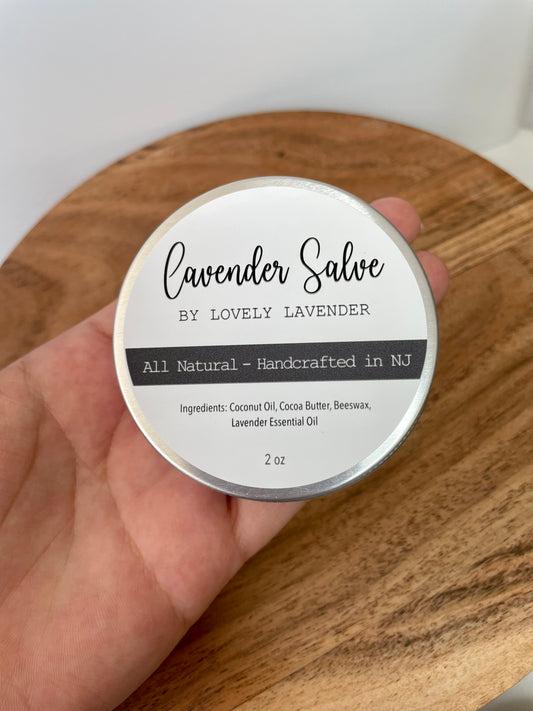 Lavender Salve
BY LOVELY LAVENDER
All Natural - Handcrafted in NJ
Ingredients: Coconut Oil, Cocoa Butter, Beeswax,
Lavender Essential Oil
2 oz